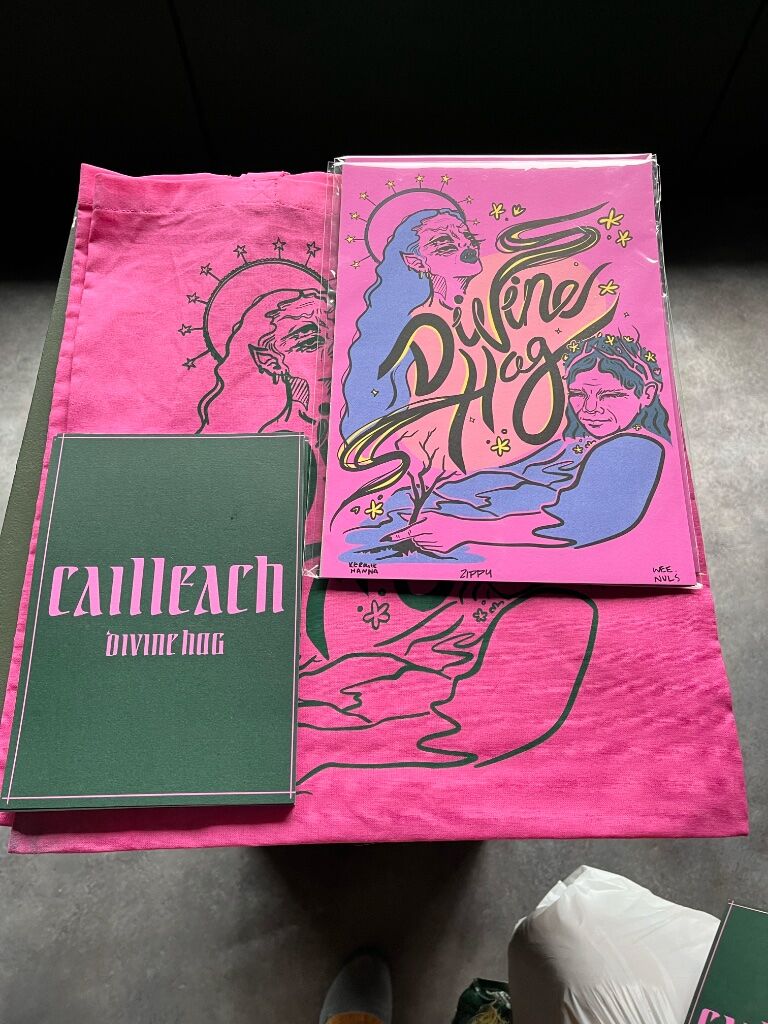 Divine
Hag
KERRIE
HANNA
ZIPPY
WEE
NULS
CAILLEACH
DIVINE HAG